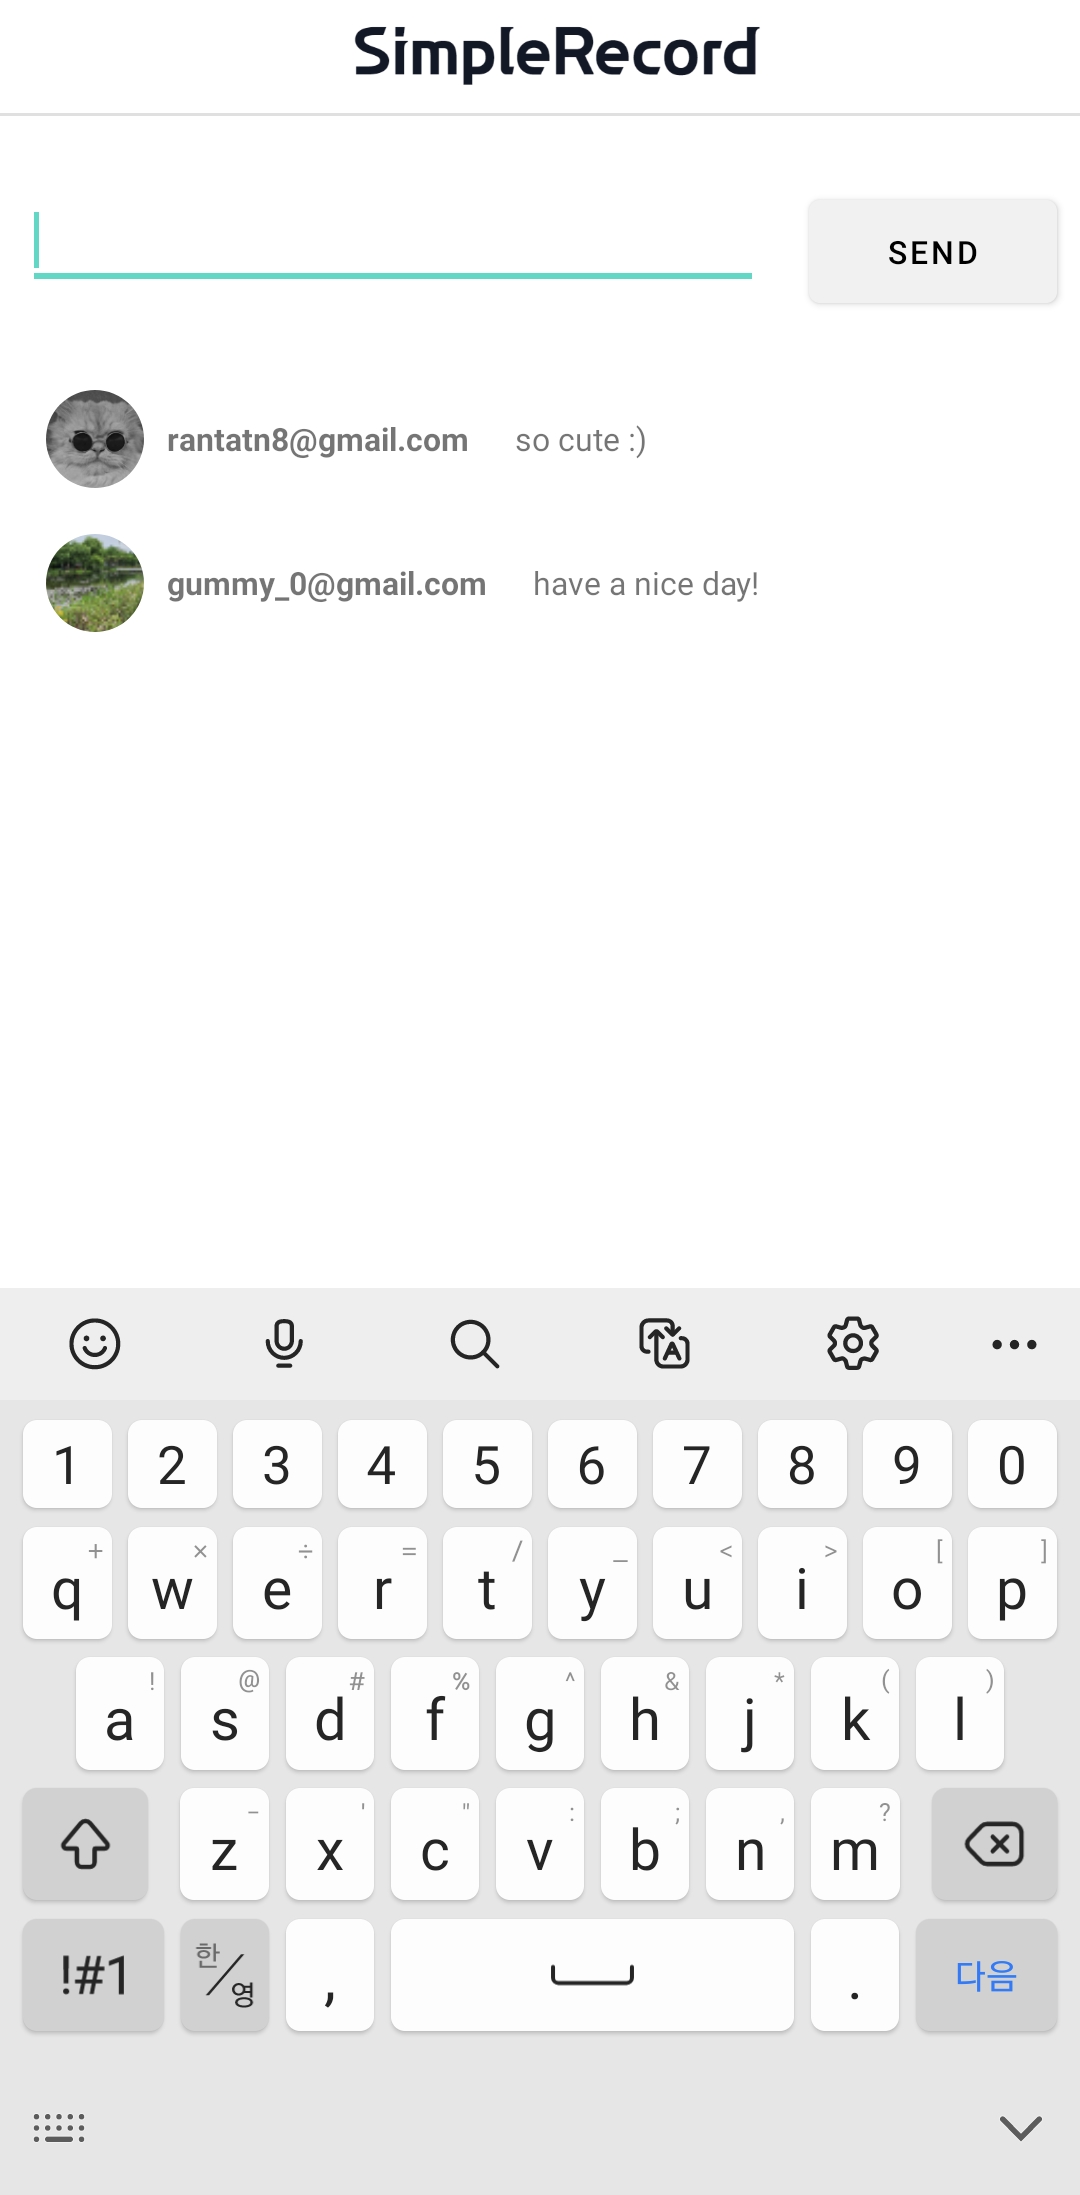 SimpleRecord
SEND
rantatn8@gmail.com so cute :)
gummy_0@gmail.com have a nice day!
1 2 3 4 5 6 7 8 9 0
+ × ÷ = / _ < > [ ]
q w e r t y u i o p
! @ # % ^ & * ( )
a s d f g h j k l
- ' " : ; , ?
z x c v b n m
!#1 한/영 , . 다음